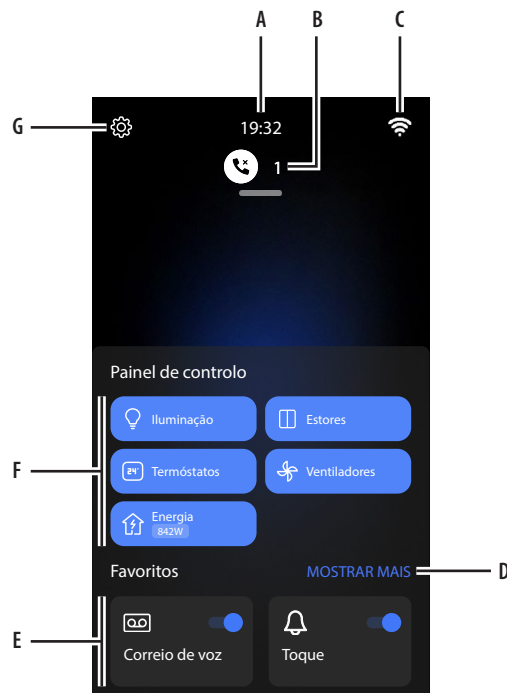 A B C
G 19:32
1
Painel de controlo
Iluminação Estores
F 24° Termóstatos Ventiladores
Energia
842W
Favoritos MOSTRAR MAIS D
E Correio de voz Toque